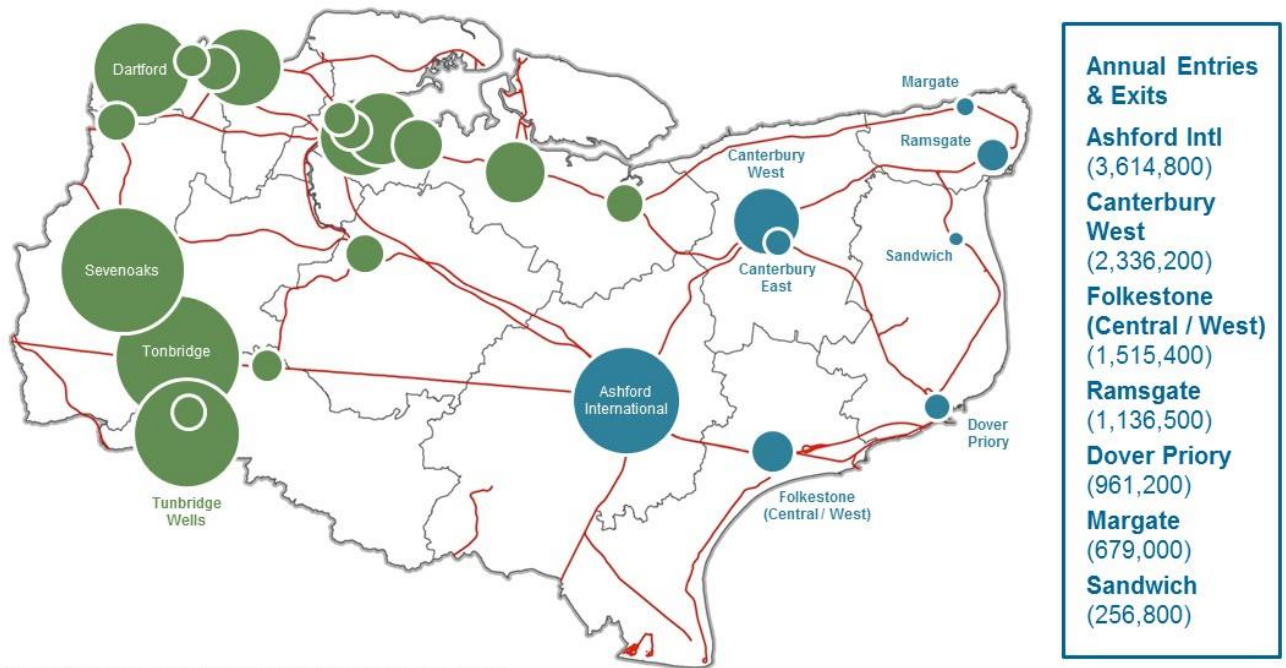 Dartford
Margate
Ramsgate
Canterbury
West
Sevenoaks
Sandwich
Canterbury
East
Tonbridge
Ashford
International
Dover
Priory
Tunbridge
Wells
Folkestone
(Central / West)
Annual Entries
& Exits
Ashford Intl
(3,614,800)
Canterbury
West
(2,336,200)
Folkestone
(Central / West)
(1,515,400)
Ramsgate
(1,136,500)
Dover Priory
(961,200)
Margate
(679,000)
Sandwich
(256,800)